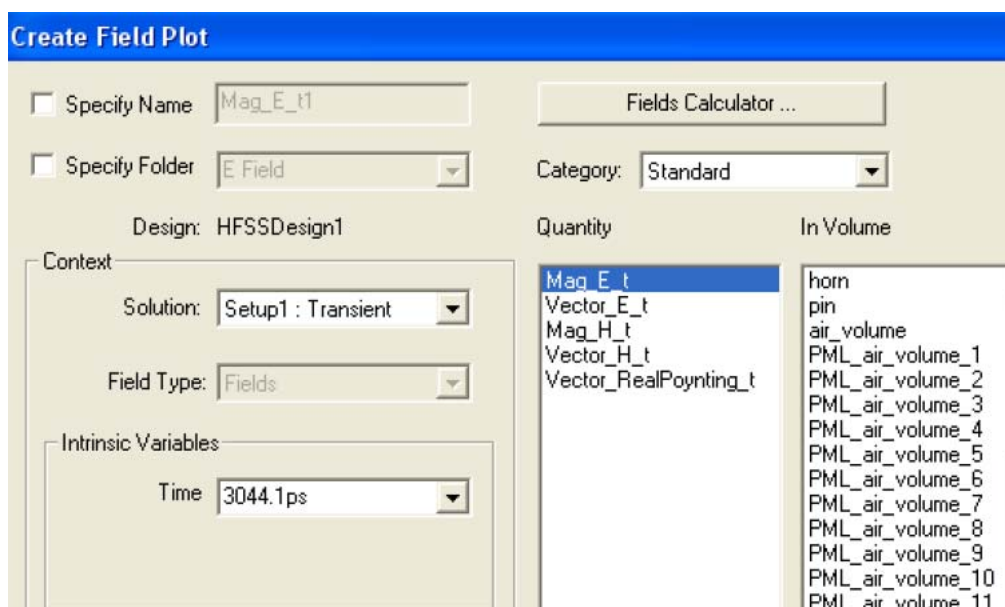 Create Field Plot
Specify Name
Mag_E_t1
Fields Calculator ...
Specify Folder
E Field
Category:
Standard
Design:
HFSSDesign1
Quantity
In Volume
Context
Solution:
Setup1 : Transient
Field Type:
Fields
Intrinsic Variables
Time
3044.1ps
Mag_E_t
Vector_E_t
Mag_H_t
Vector_H_t
Vector_RealPoynting_t
horn
pin
air_volume
PML_air_volume_1
PML_air_volume_2
PML_air_volume_3
PML_air_volume_4
PML_air_volume_5
PML_air_volume_6
PML_air_volume_7
PML_air_volume_8
PML_air_volume_9
PML_air_volume_10
PML_air_volume_11